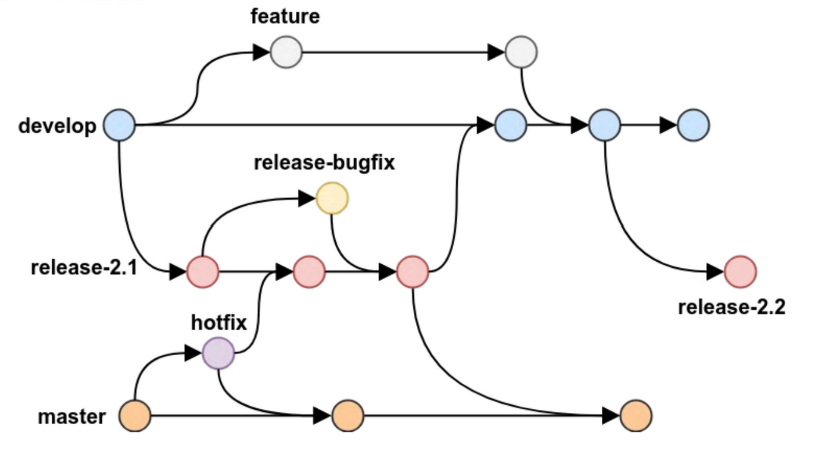 feature
develop
release-bugfix
release-2.1
release-2.2
hotfix
master